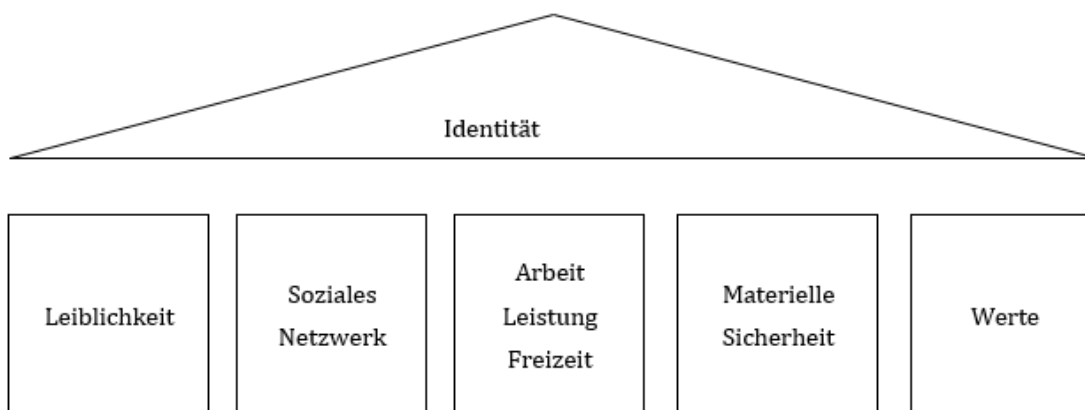 Identität
Leiblichkeit
Soziales
Netzwerk
Arbeit
Leistung
Freizeit
Materielle
Sicherheit
Werte